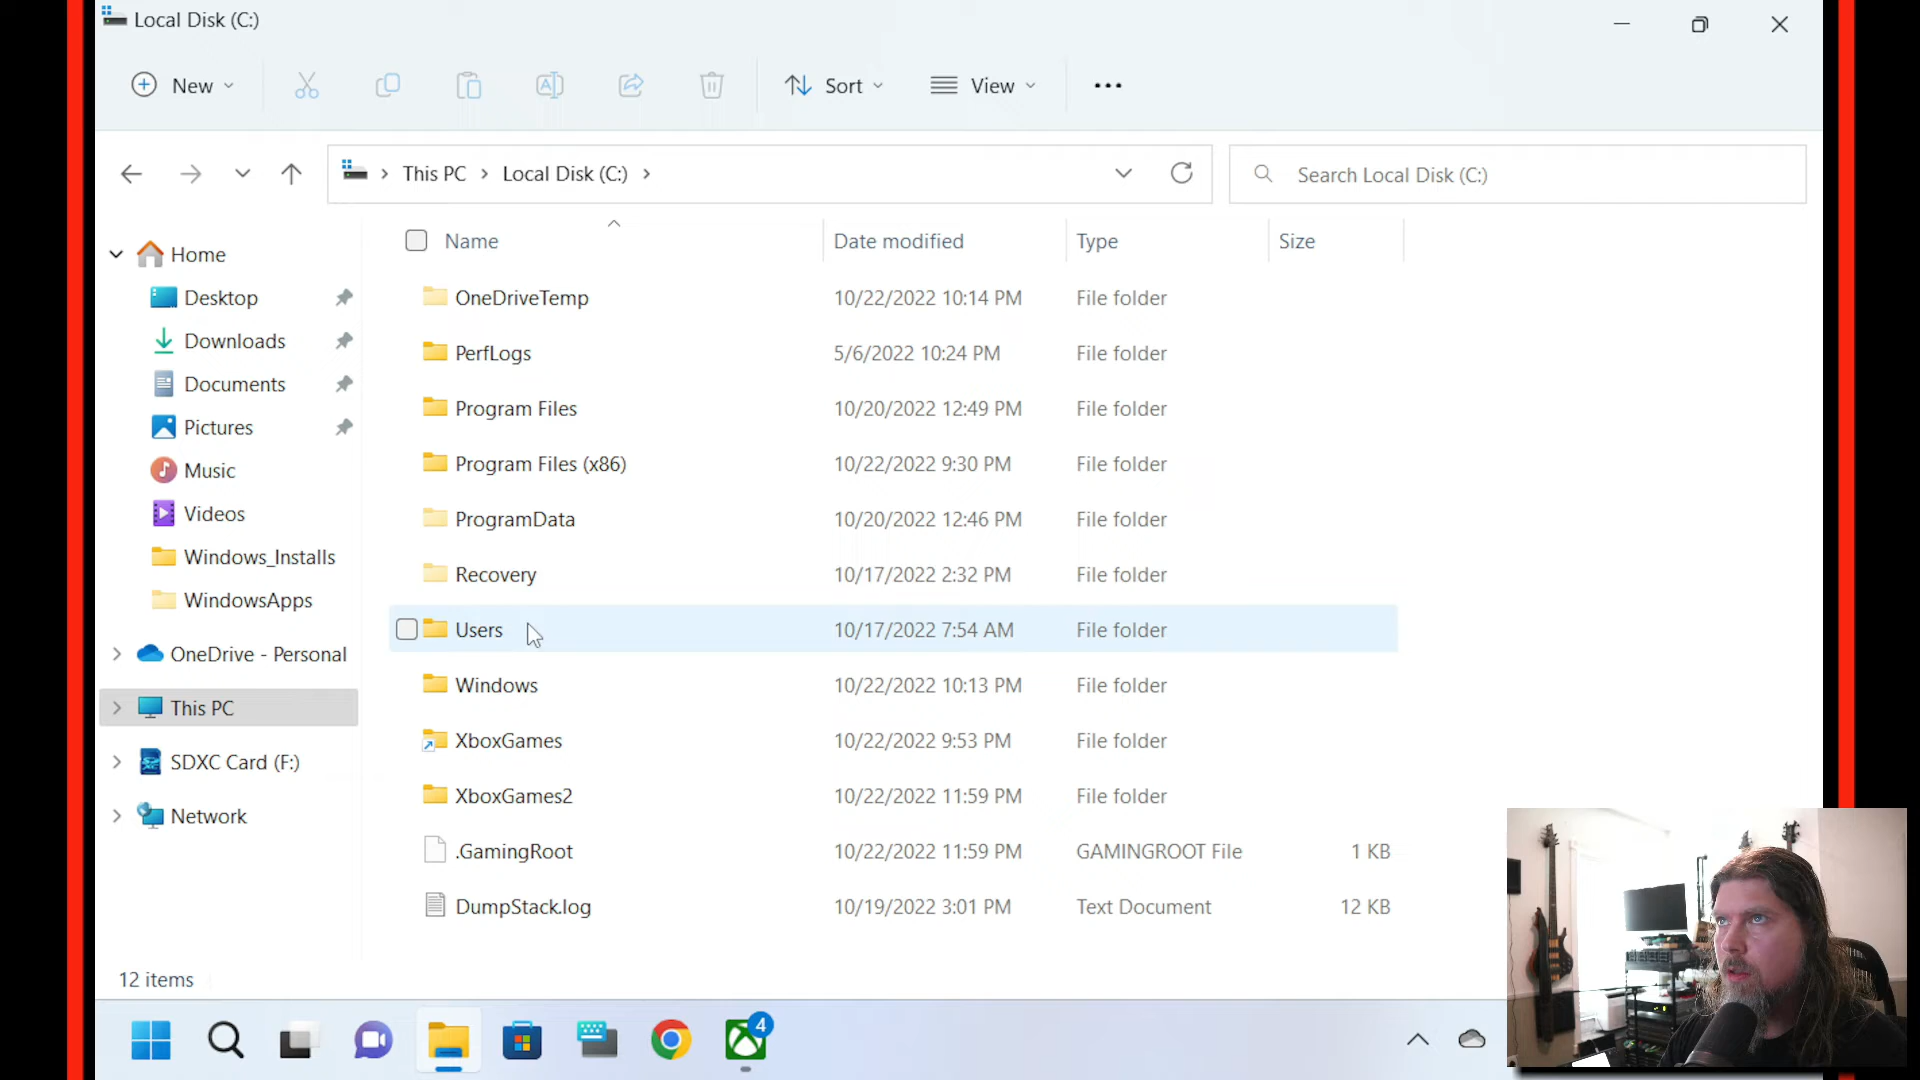 Local Disk (C:)
New
Sort
View
This PC
Local Disk (C:)
Search Local Disk (C:)
Name Date modified Type Size
Home
Desktop
Downloads
Documents
Pictures
Music
Videos
Windows_Installs
WindowsApps
OneDrive - Personal
This PC
SDXC Card (F:)
Network
OneDriveTemp 10/22/2022 10:14 PM File folder
PerfLogs 5/6/2022 10:24 PM File folder
Program Files 10/20/2022 12:49 PM File folder
Program Files (x86) 10/22/2022 9:30 PM File folder
ProgramData 10/20/2022 12:46 PM File folder
Recovery 10/17/2022 2:32 PM File folder
Users 10/17/2022 7:54 AM File folder
Windows 10/22/2022 10:13 PM File folder
XboxGames 10/22/2022 9:53 PM File folder
XboxGames2 10/22/2022 11:59 PM File folder
.GamingRoot 10/22/2022 11:59 PM GAMINGROOT File 1 KB
DumpStack.log 10/19/2022 3:01 PM Text Document 12 KB
12 items
4